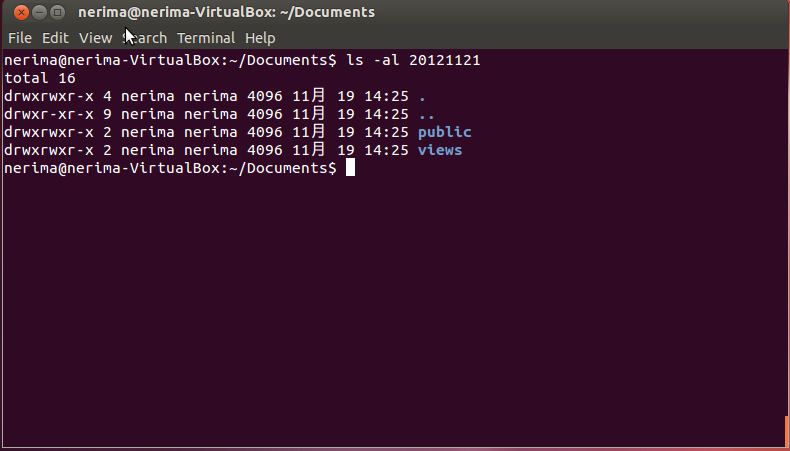 nerima@nerima-VirtualBox: ~/Documents
File Edit View Search Terminal Help
nerima@nerima-VirtualBox:~/Documents$ ls -al 20121121
total 16
drwxrwxr-x 4 nerima nerima 4096 11月 19 14:25 .
drwxr-xr-x 9 nerima nerima 4096 11月 19 14:25 ..
drwxrwxr-x 2 nerima nerima 4096 11月 19 14:25 public
drwxrwxr-x 2 nerima nerima 4096 11月 19 14:25 views
nerima@nerima-VirtualBox:~/Documents$